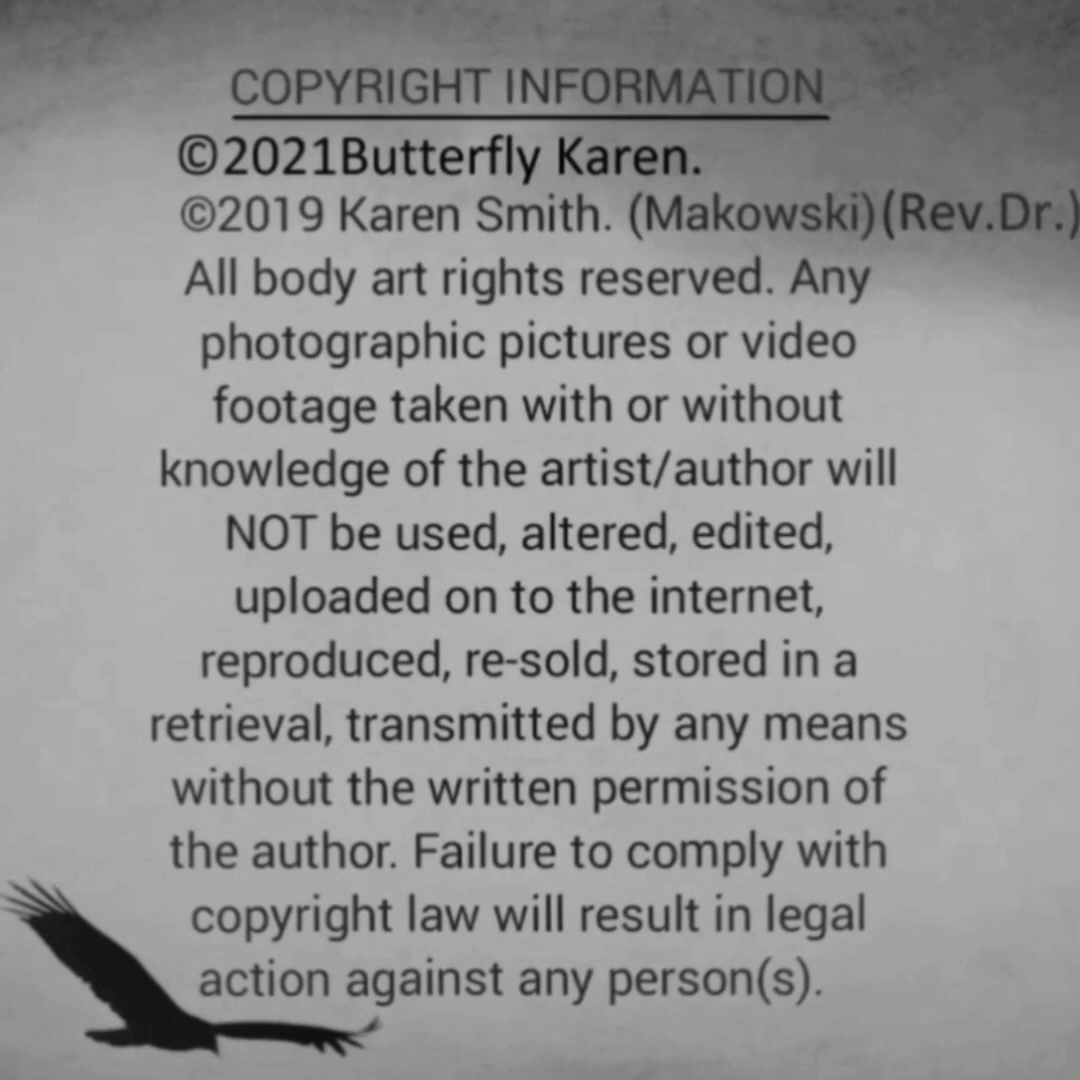 COPYRIGHT INFORMATION
©2021Butterfly Karen.
©2019 Karen Smith. (Makowski)(Rev.Dr.)
All body art rights reserved. Any
photographic pictures or video
footage taken with or without
knowledge of the artist/author will
NOT be used, altered, edited,
uploaded on to the internet,
reproduced, re-sold, stored in a
retrieval, transmitted by any means
without the written permission of
the author. Failure to comply with
copyright law will result in legal
action against any person(s).